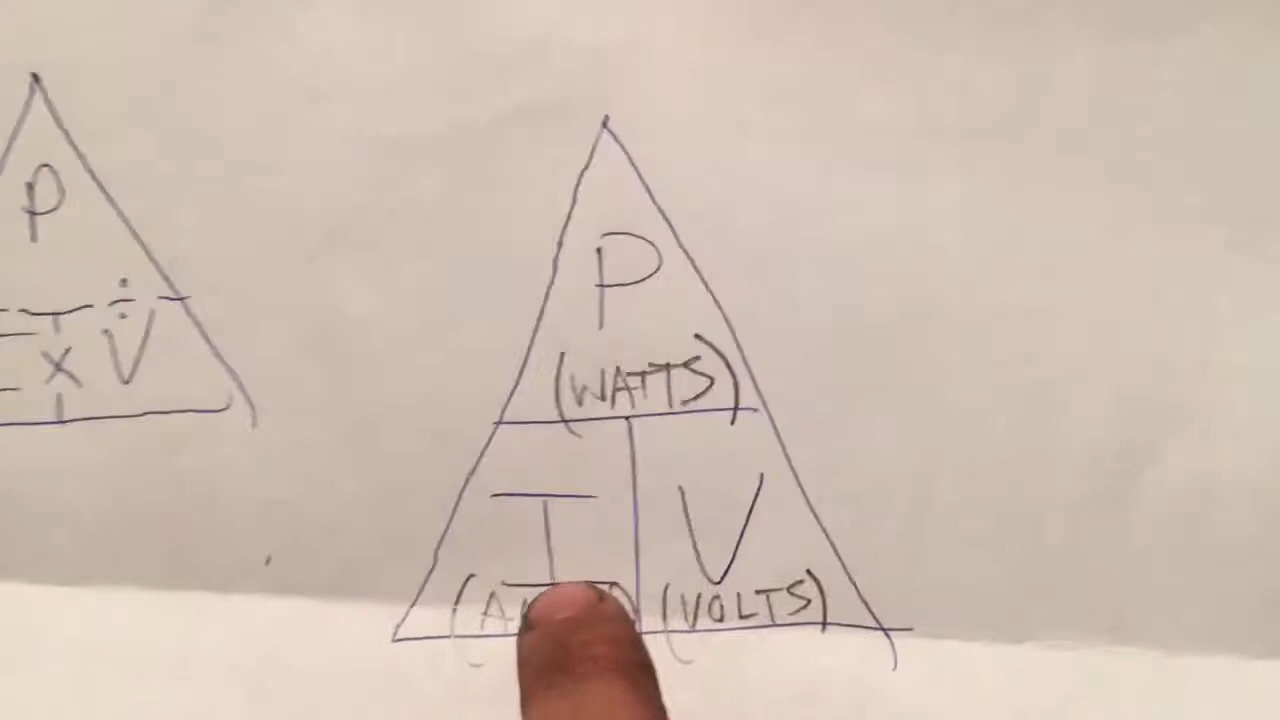 P
÷
I x V
P
(WATTS)
I V
(VOLTS)